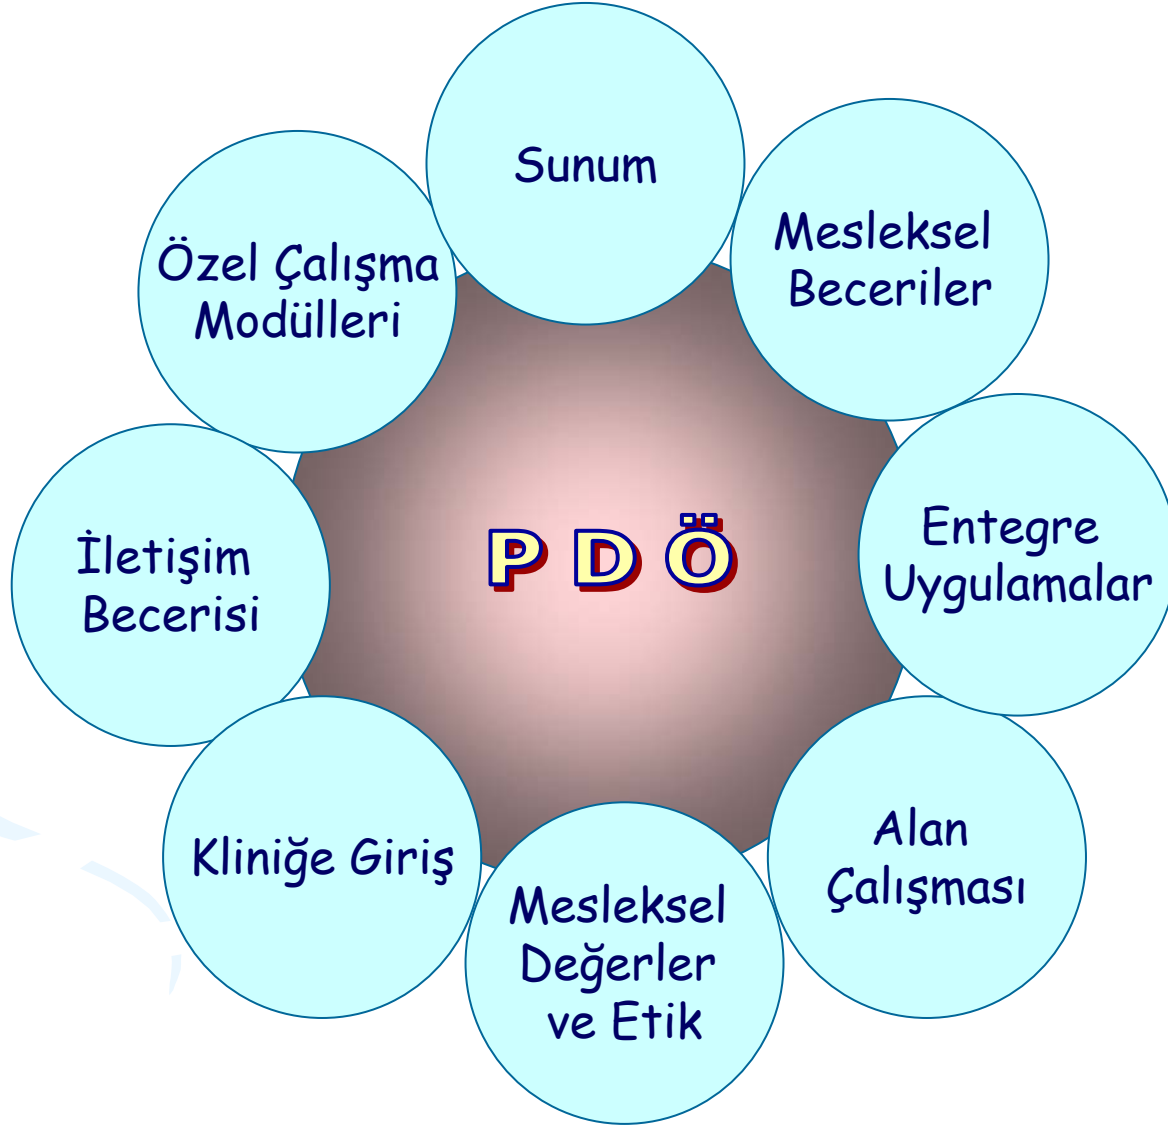 Sunum
Mesleksel
Beceriler
Özel Çalışma
Modülleri
Entegre
Uygulamalar
P D Ö
İletişim
Becerisi
Alan
Çalışması
Kliniğe Giriş
Mesleksel
Değerler
ve Etik